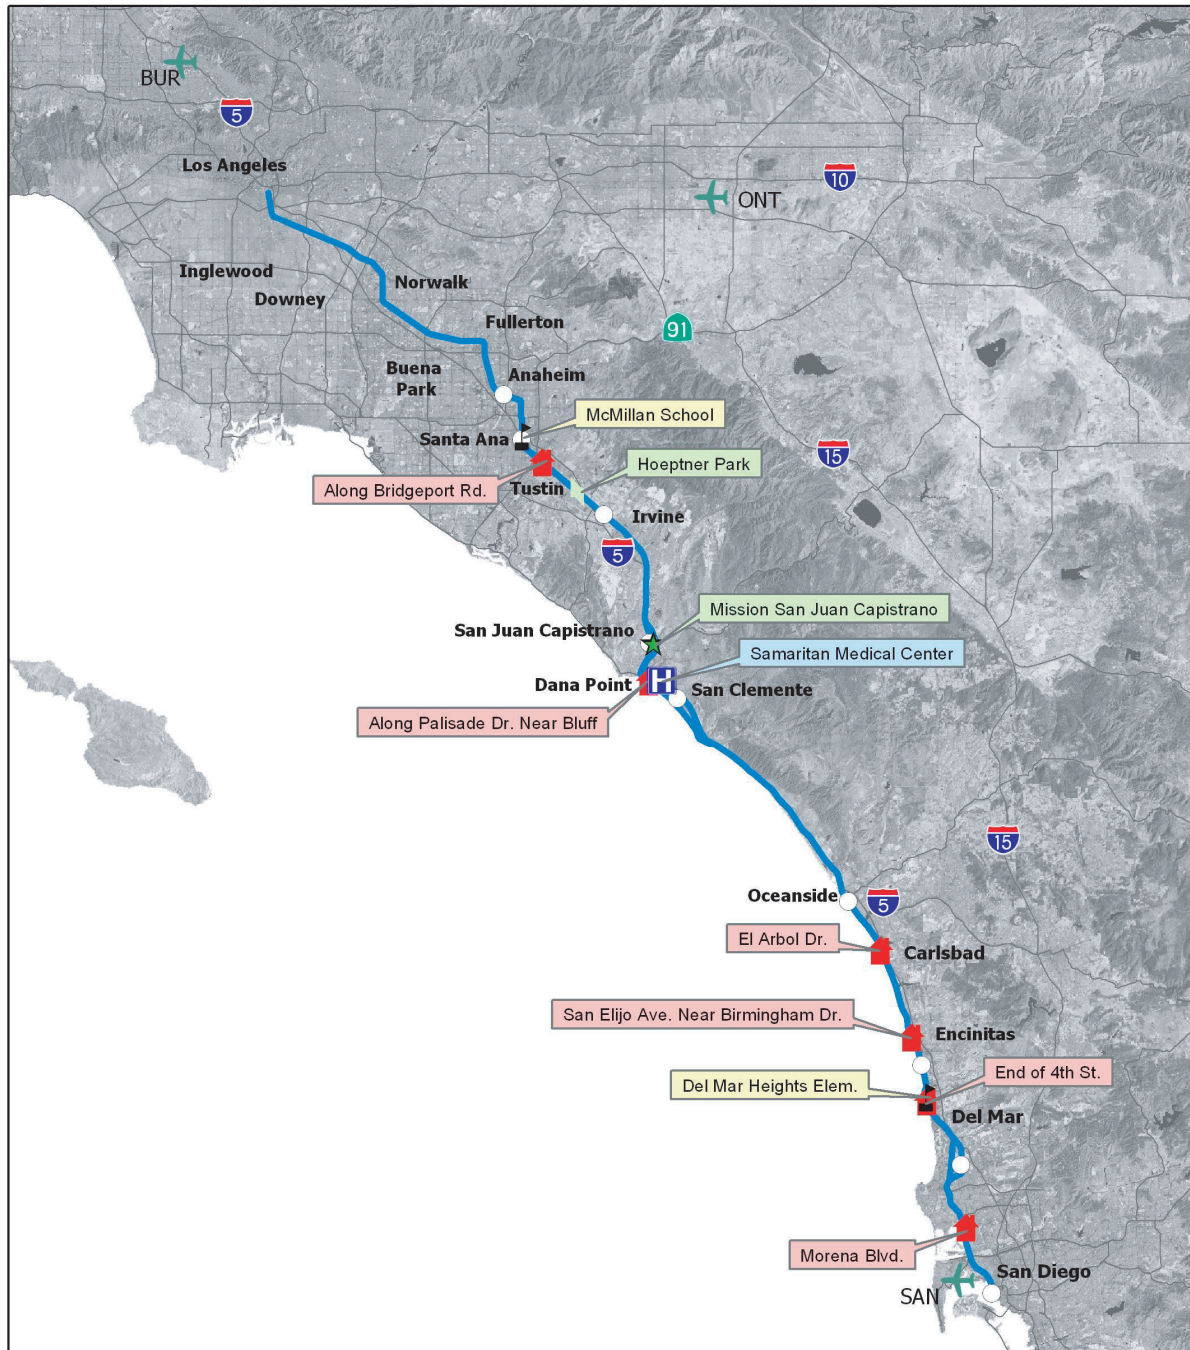 BUR
5
Los Angeles
10
ONT
Inglewood
Norwalk
Downey
Fullerton
91
Buena
Park
Anaheim
McMillan School
Santa Ana
15
Hoeptner Park
Along Bridgeport Rd.
Tustin
Irvine
5
Mission San Juan Capistrano
San Juan Capistrano
Samaritan Medical Center
H
Dana Point
San Clemente
Along Palisade Dr. Near Bluff
15
Oceanside
5
El Arbol Dr.
Carlsbad
San Elijo Ave. Near Birmingham Dr.
Encinitas
End of 4th St.
Del Mar Heights Elem.
Del Mar
Morena Blvd.
San Diego
SAN